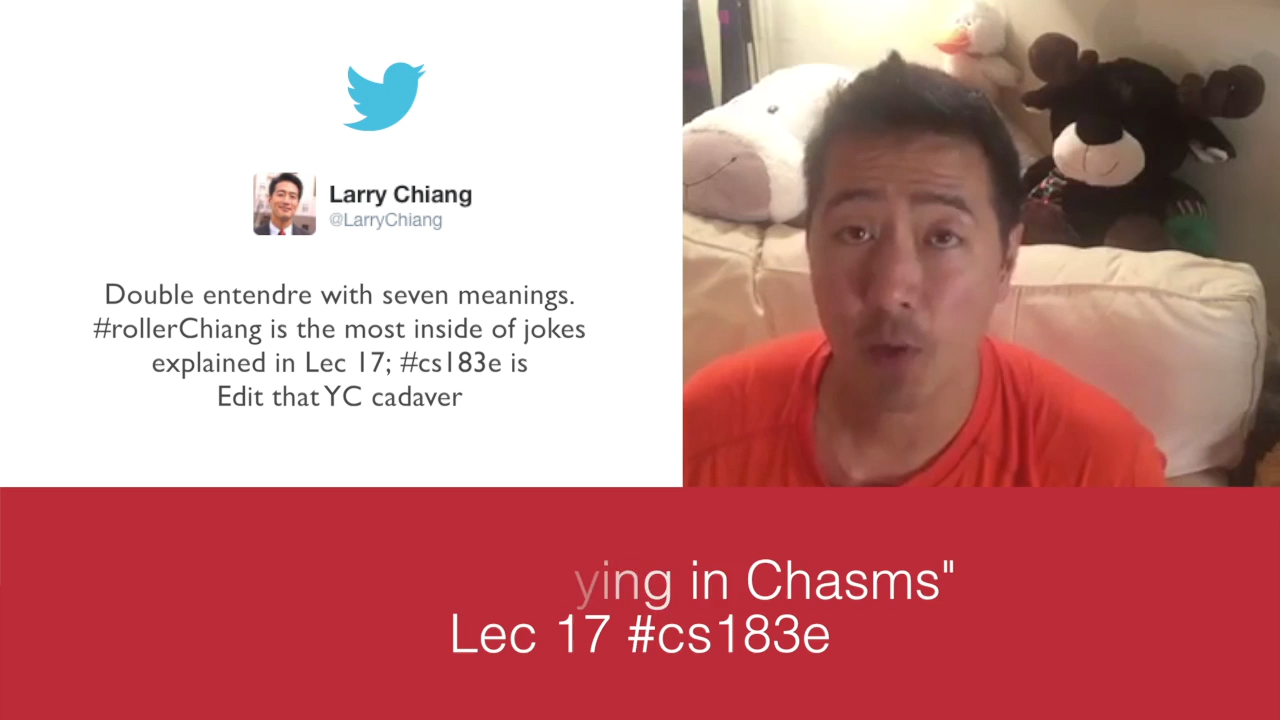 Larry Chiang
@LarryChiang
Double entendre with seven meanings.
#rollerChiang is the most inside of jokes
explained in Lec 17; #cs183e is
Edit that YC cadaver
ying in Chasms"
Lec 17 #cs183e